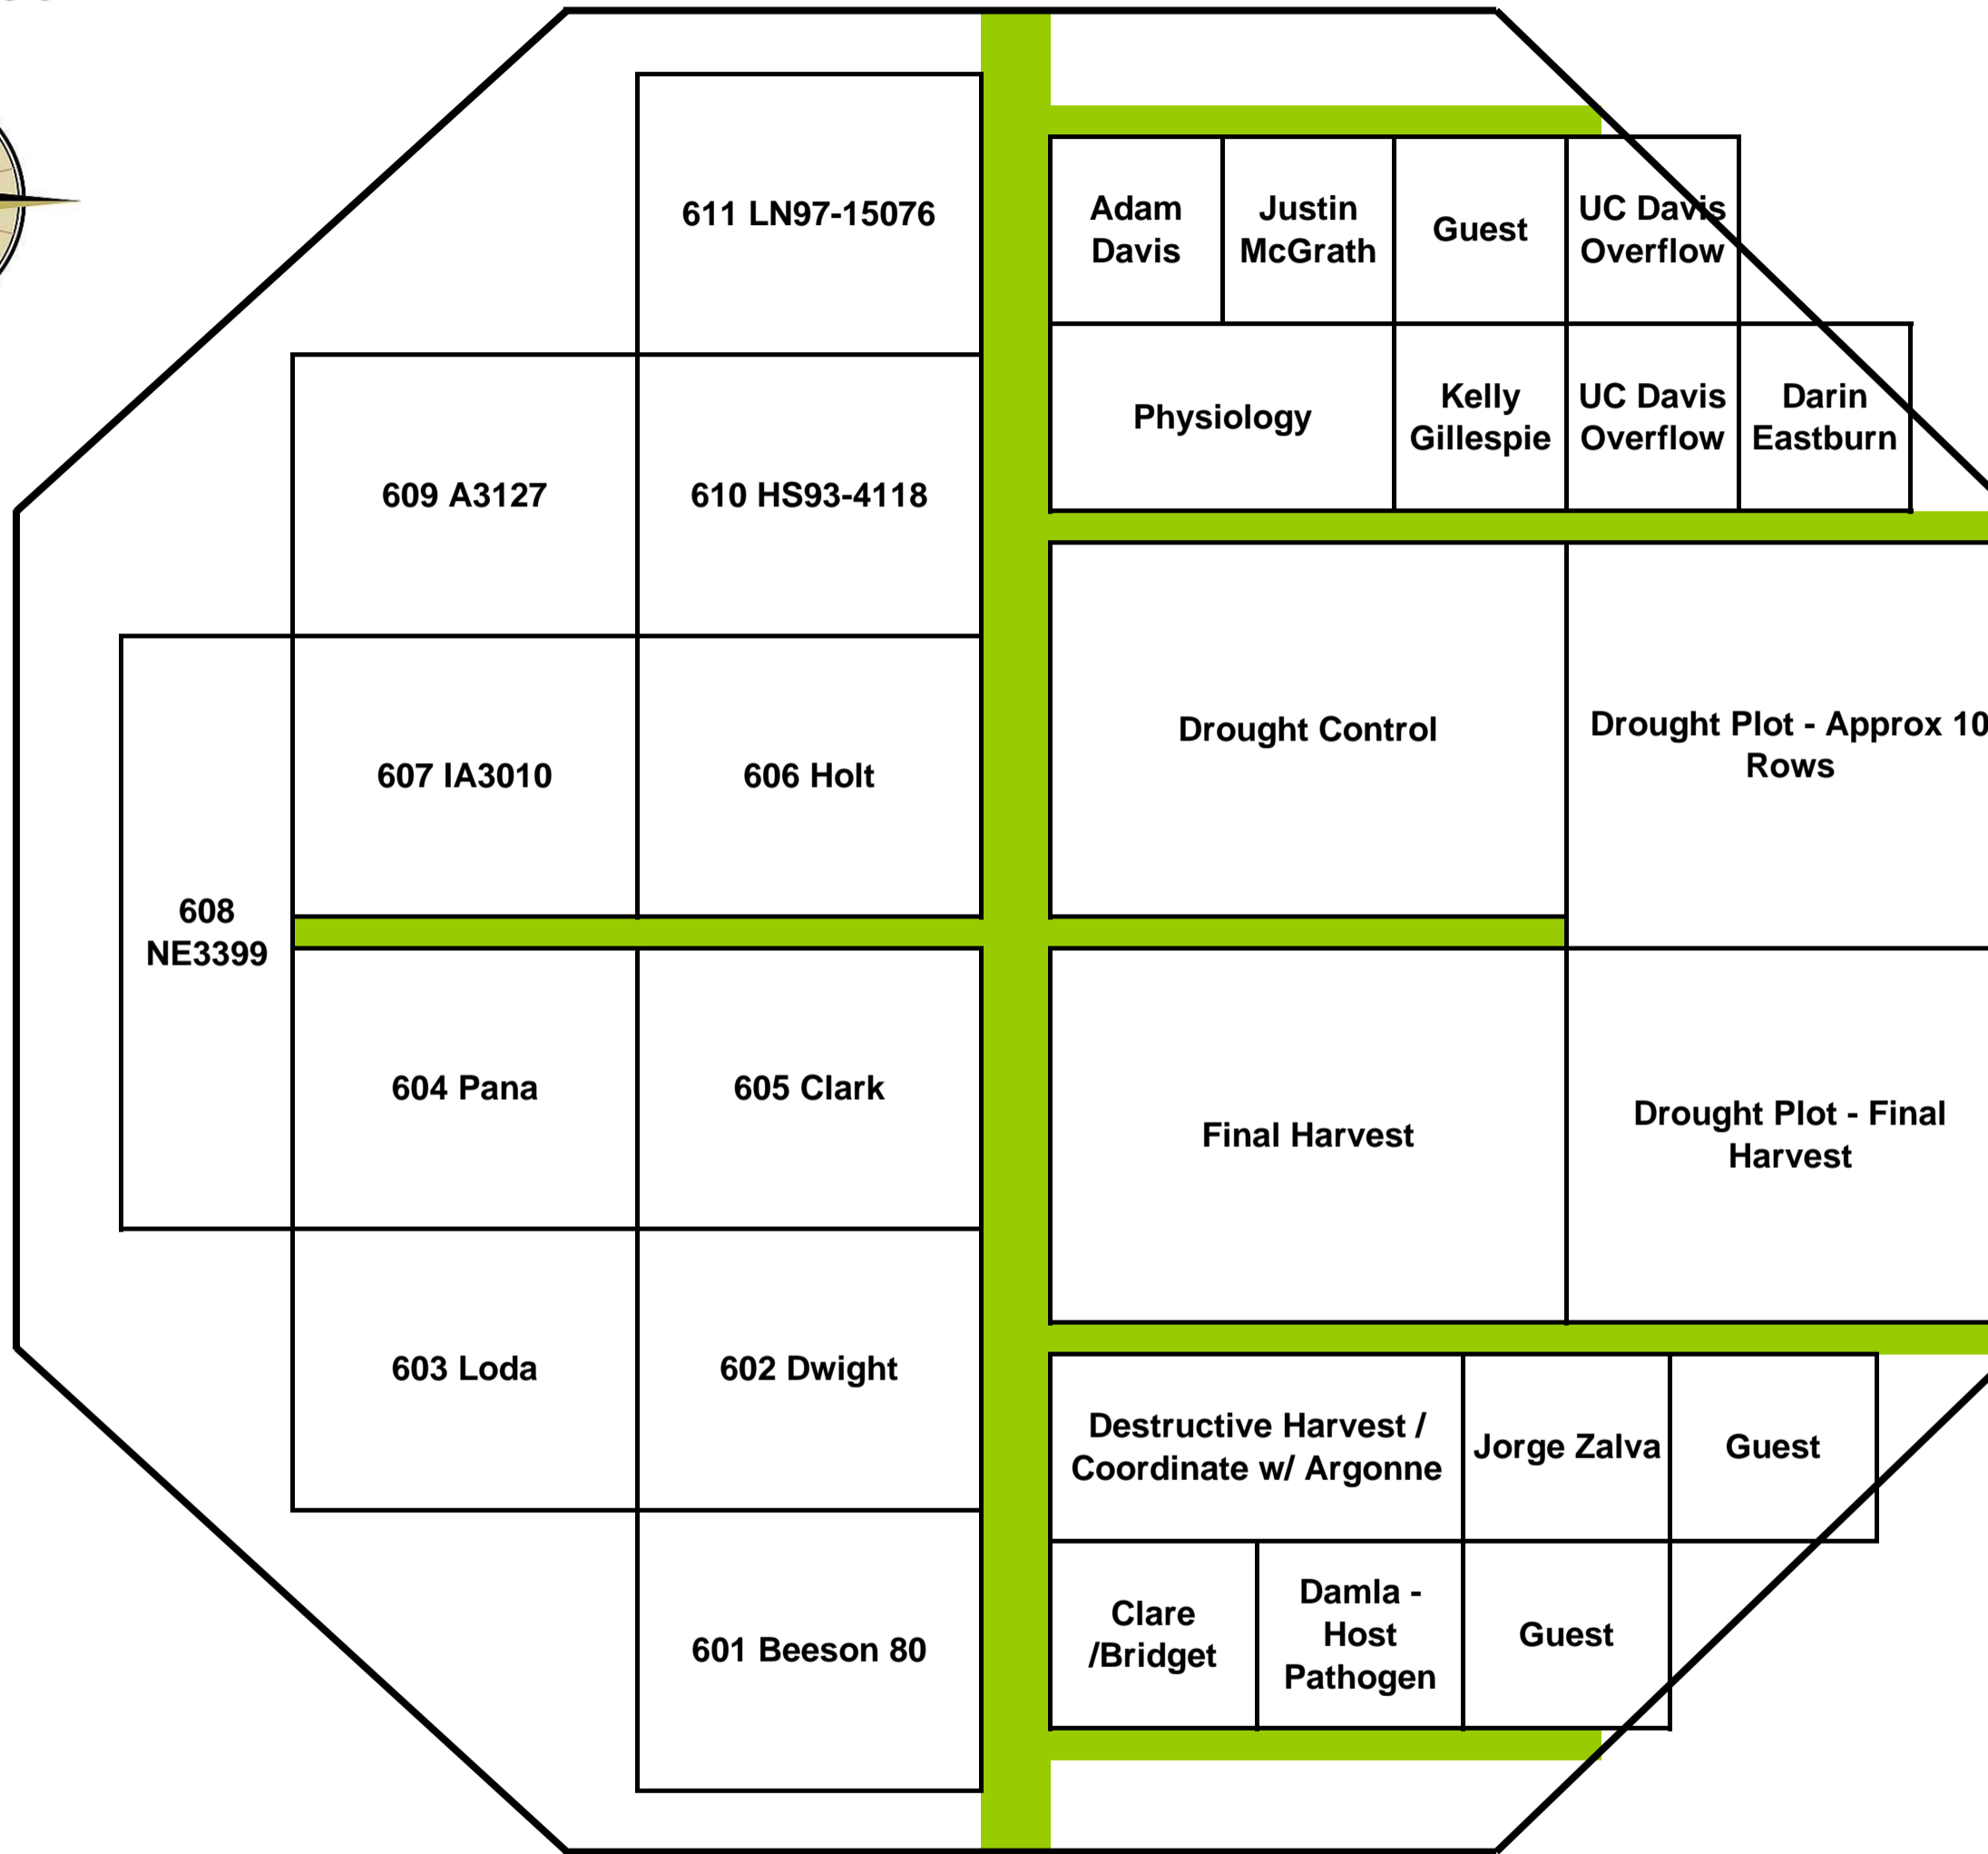 611 LN97-15076
Adam
Davis
Justin
McGrath
Guest
UC Davis
Overflow
Physiology
Kelly
Gillespie
UC Davis
Overflow
Darin
Eastburn
609 A3127
610 HS93-4118
607 IA3010
606 Holt
Drought Control
Drought Plot - Approx 10
Rows
608
NE3399
604 Pana
605 Clark
Final Harvest
Drought Plot - Final
Harvest
603 Loda
602 Dwight
Destructive Harvest /
Coordinate w/ Argonne
Jorge Zalva
Guest
601 Beeson 80
Clare
/Bridget
Damla -
Host
Pathogen
Guest